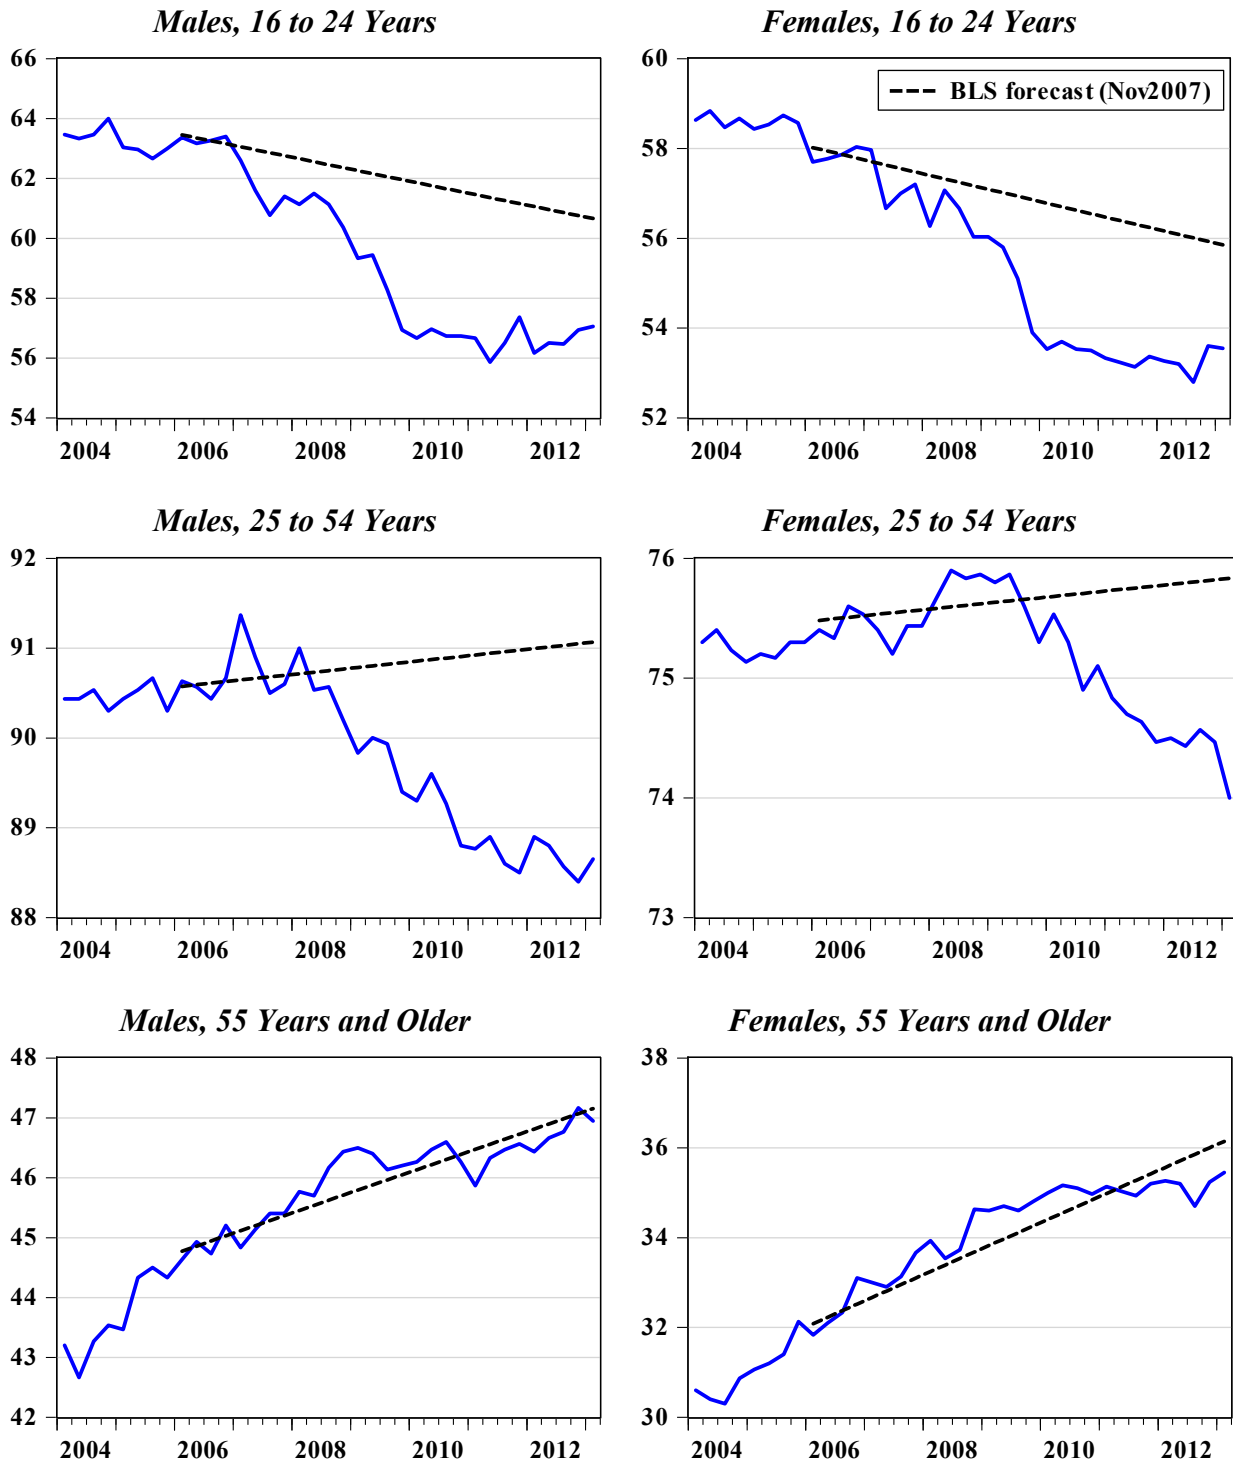 Males, 16 to 24 Years
66
64
62
60
58
56
54
2004 2006 2008 2010 2012
Females, 16 to 24 Years
BLS forecast (Nov2007)
60
58
56
54
52
2004 2006 2008 2010 2012
Males, 25 to 54 Years
92
91
90
89
88
2004 2006 2008 2010 2012
Females, 25 to 54 Years
76
75
74
73
2004 2006 2008 2010 2012
Males, 55 Years and Older
48
47
46
45
44
43
42
2004 2006 2008 2010 2012
Females, 55 Years and Older
38
36
34
32
30
2004 2006 2008 2010 2012